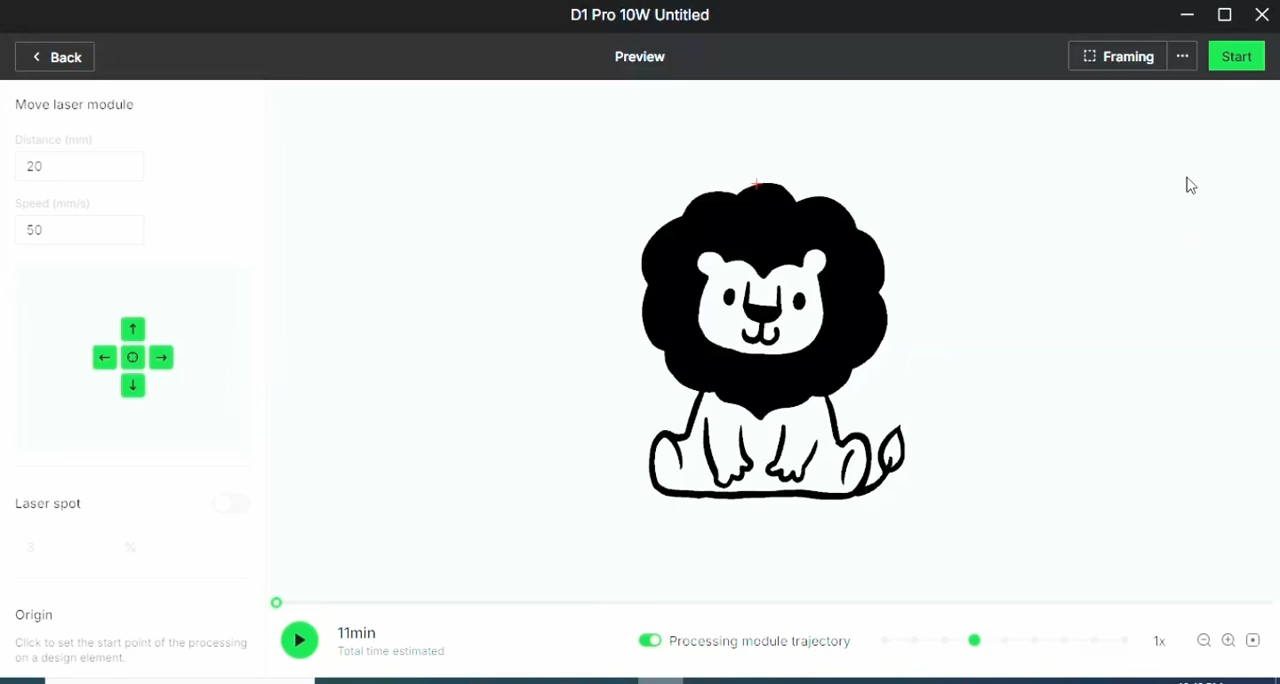 D1 Pro 10W Untitled
Back
Preview
Framing
Start
Move laser module
Distance (mm)
20
Speed (mm/s)
50
Laser spot
3 %
Origin
Click to set the start point of the processing
on a design element.
11min
Total time estimated
Processing module trajectory
1x